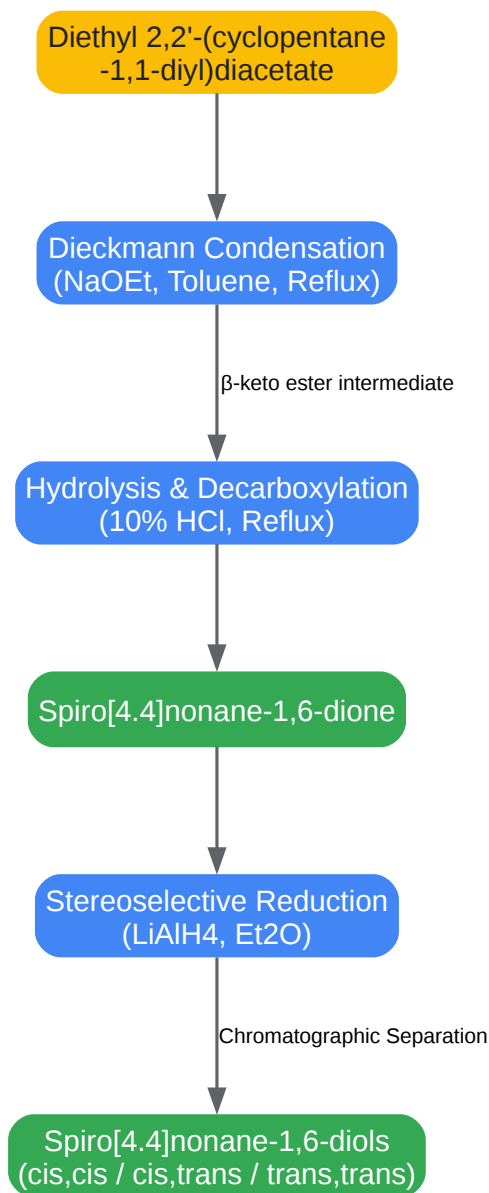 Diethyl 2,2'-(cyclopentane
-1,1-diyl)diacetate
Dieckmann Condensation
(NaOEt, Toluene, Reflux)
β-keto ester intermediate
Hydrolysis & Decarboxylation
(10% HCl, Reflux)
Spiro[4.4]nonane-1,6-dione
Stereoselective Reduction
(LiAlH4, Et2O)
Chromatographic Separation
Spiro[4.4]nonane-1,6-diols
(cis,cis / cis,trans / trans,trans)